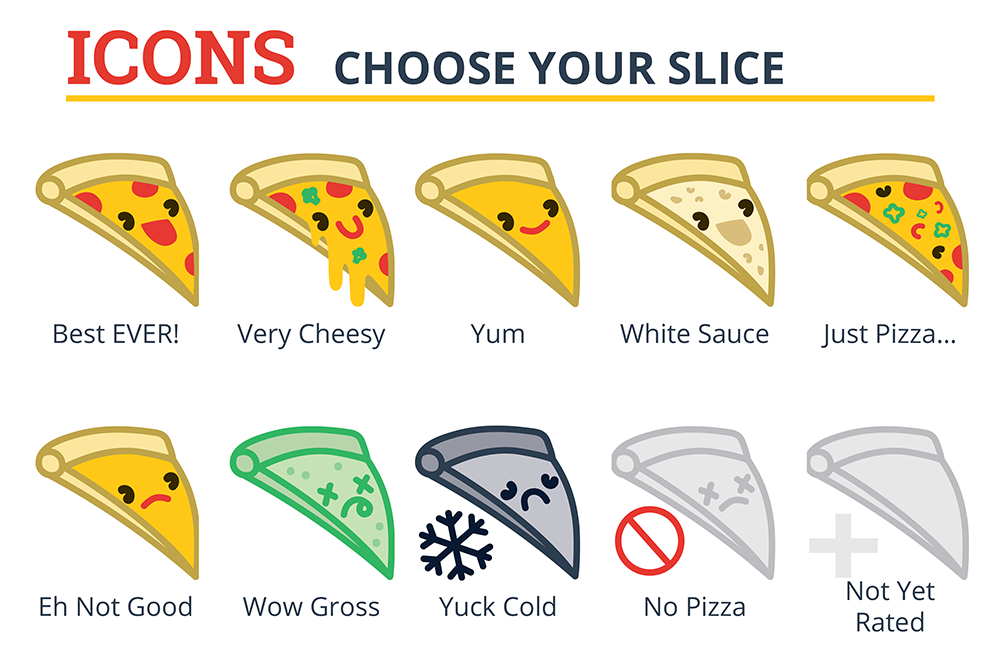 ICONS CHOOSE YOUR SLICE
Best EVER!
Very Cheesy
Yum
White Sauce
Just Pizza...
Eh Not Good
Wow Gross
Yuck Cold
No Pizza
Not Yet
Rated